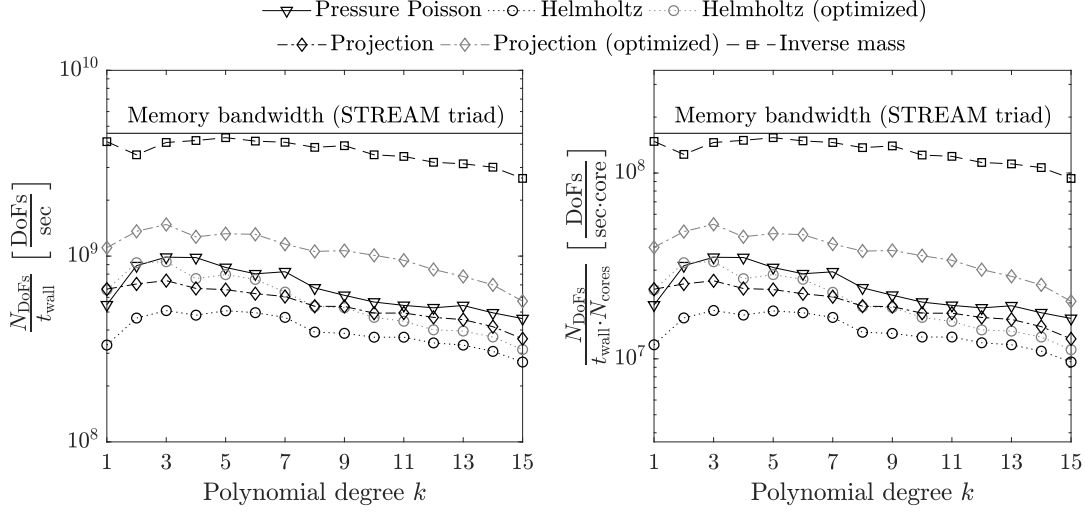 Pressure Poisson Helmholtz Helmholtz (optimized)
Projection Projection (optimized) Inverse mass
10^10
10^9
10^8
N_DoFs / t_wall [DoFs / sec]
Memory bandwidth (STREAM triad)
1 3 5 7 9 11 13 15
Polynomial degree k
10^8
10^7
N_DoFs / t_wall·N_cores [DoFs / sec·core]
Memory bandwidth (STREAM triad)
1 3 5 7 9 11 13 15
Polynomial degree k